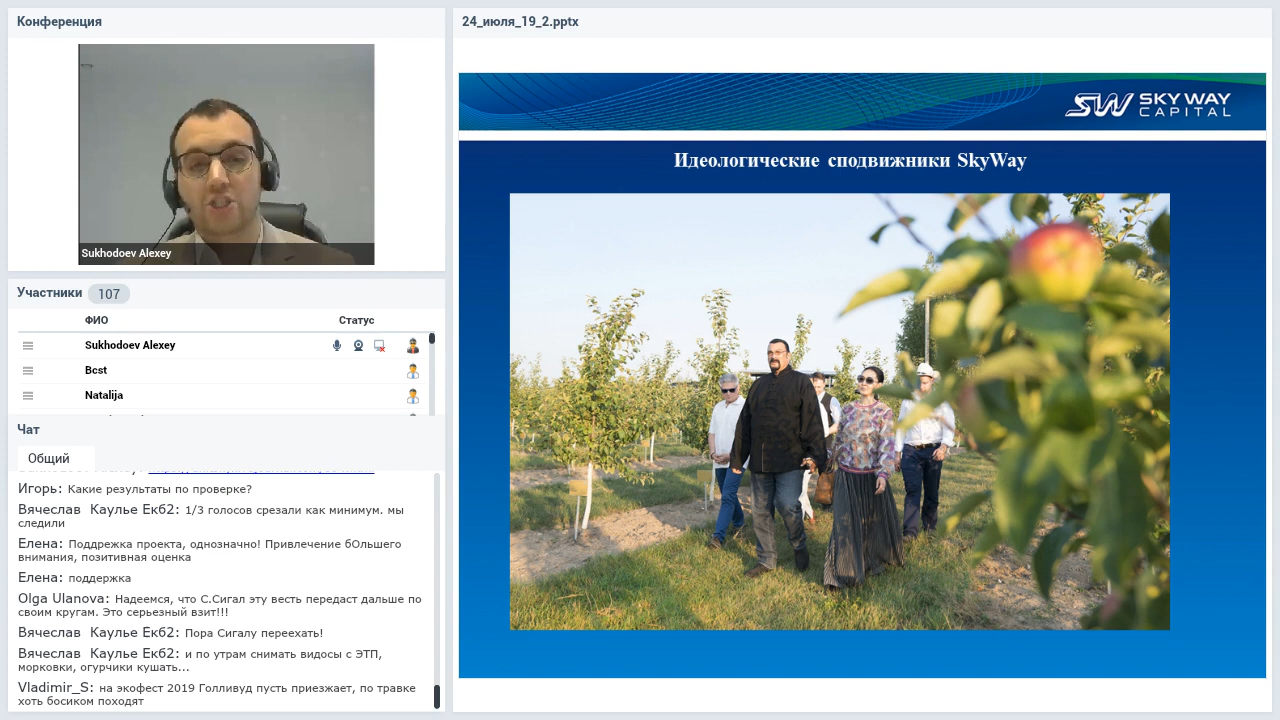 Конференция
Sukhodoev Alexey
Участники 107
ФИО Статус
Sukhodoev Alexey
Bcst
Natalija
Чат
Общий
Игорь: Какие результаты по проверке?
Вячеслав Каулье Екб2: 1/3 голосов срезали как минимум. мы
следили
Елена: Поддрежка проекта, однозначно! Привлечение бОльшего
внимания, позитивная оценка
Елена: поддержка
Olga Ulanova: Надеемся, что С.Сигал эту весть передаст дальше по
своим кругам. Это серьезный взит!!!
Вячеслав Каулье Екб2: Пора Сигалу переехать!
Вячеслав Каулье Екб2: и по утрам снимать видосы с ЭТП,
морковки, огурчики кушать...
Vladimir_S: на экофест 2019 Голливуд пусть приезжает, по травке
хоть босиком походят
24_июля_19_2.pptx
SW SKY WAY
CAPITAL
Идеологические сподвижники SkyWay